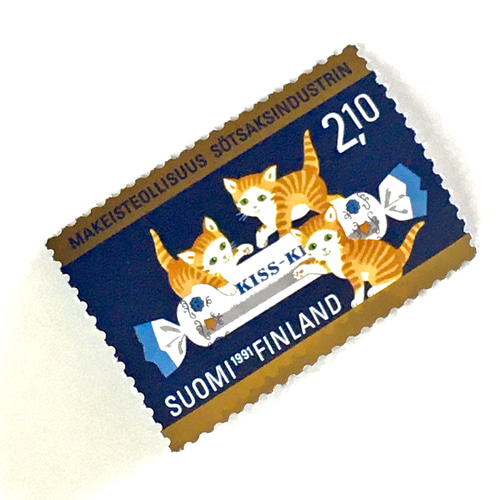 MAKEISTEOLLISUUS SÖTSAKSINDUSTRIN
2,10
KISS-KI
SUOMI 1991 FINLAND